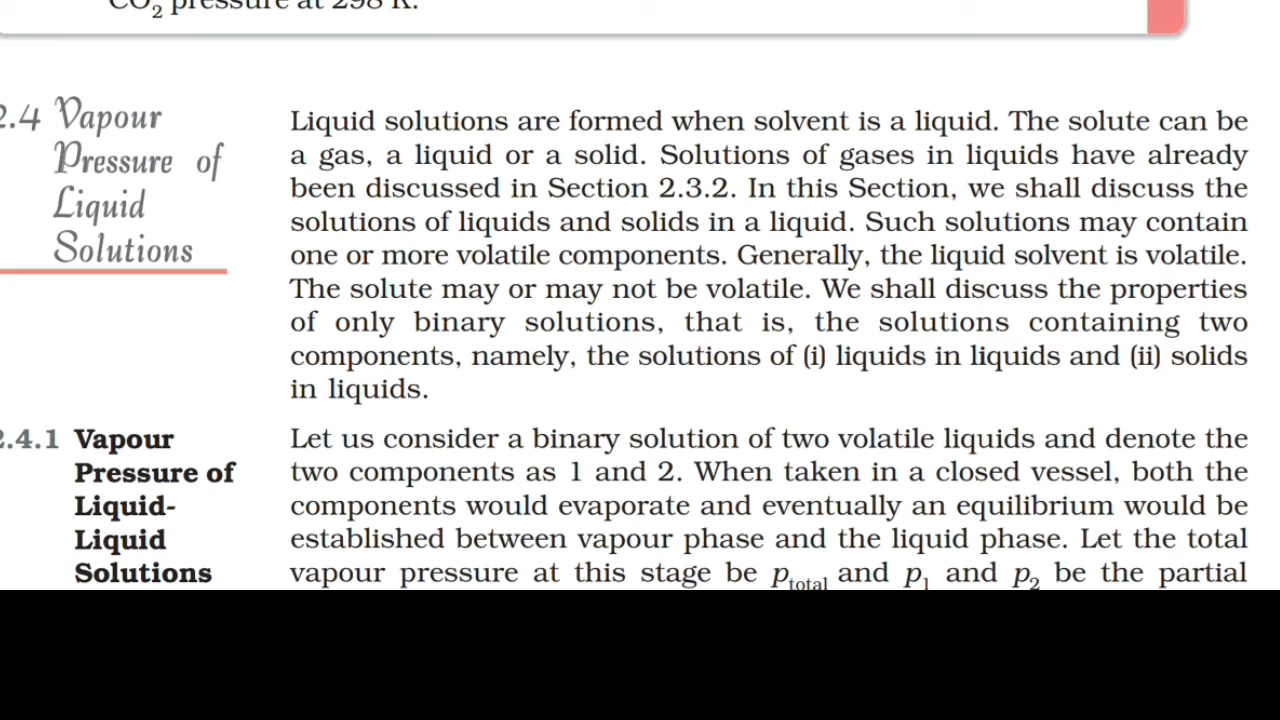 CO2 pressure at 298 K.
2.4 Vapour
Pressure of
Liquid
Solutions
Liquid solutions are formed when solvent is a liquid. The solute can be
a gas, a liquid or a solid. Solutions of gases in liquids have already
been discussed in Section 2.3.2. In this Section, we shall discuss the
solutions of liquids and solids in a liquid. Such solutions may contain
one or more volatile components. Generally, the liquid solvent is volatile.
The solute may or may not be volatile. We shall discuss the properties
of only binary solutions, that is, the solutions containing two
components, namely, the solutions of (i) liquids in liquids and (ii) solids
in liquids.
2.4.1 Vapour
Pressure of
Liquid-
Liquid
Solutions
Let us consider a binary solution of two volatile liquids and denote the
two components as 1 and 2. When taken in a closed vessel, both the
components would evaporate and eventually an equilibrium would be
established between vapour phase and the liquid phase. Let the total
vapour pressure at this stage be p total and p1 and p2 be the partial